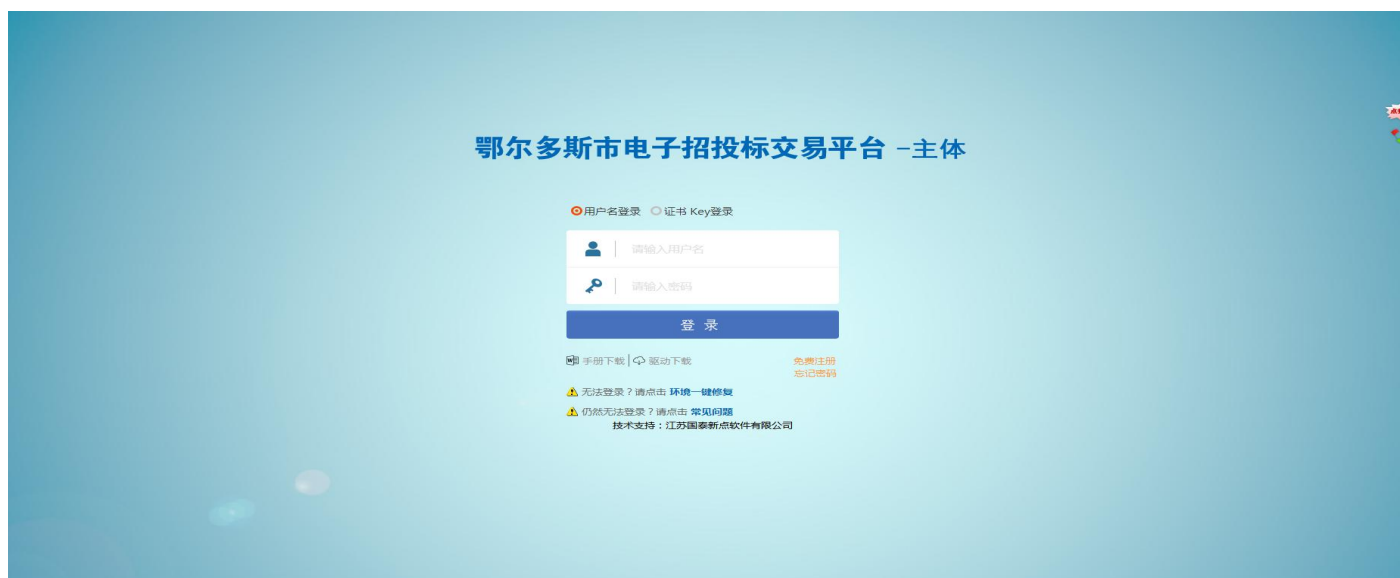 鄂尔多斯市电子招投标交易平台 -主体
用户名登录 证书 Key登录
请输入用户名
请输入密码
登 录
手册下载 驱动下载 免费注册
忘记密码
无法登录？请点击 环境一键修复
仍然无法登录？请点击 常见问题
技术支持：江苏国泰新点软件有限公司